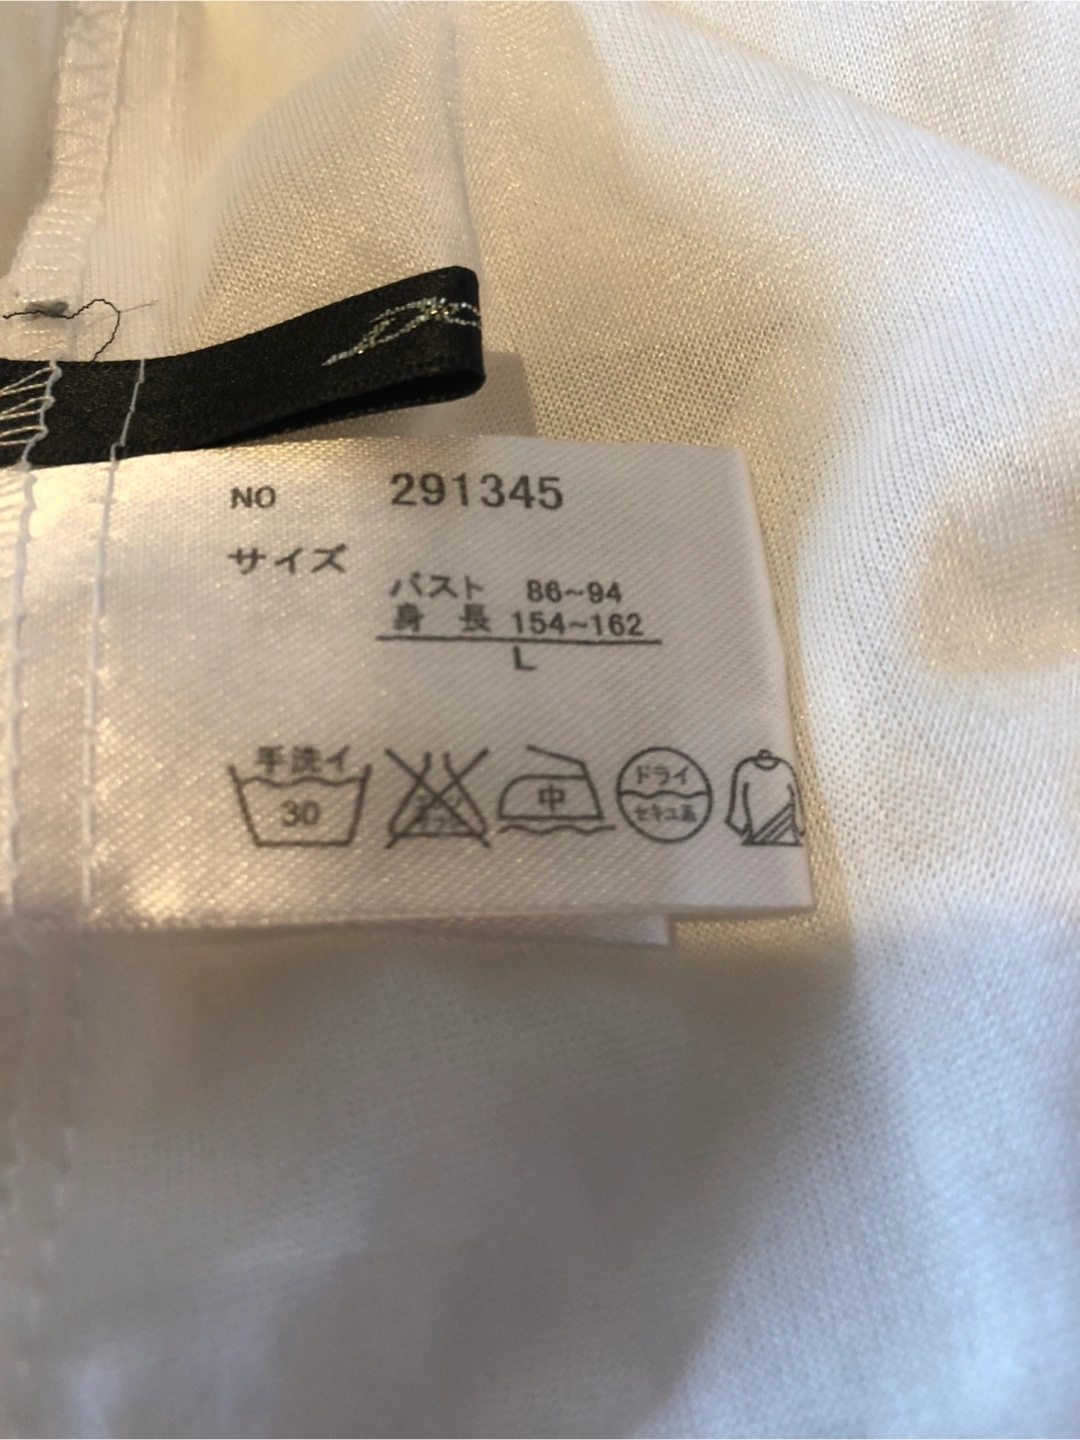 NO 291345
サイズ
バスト 86~94
身 長 154~162
L
手洗イ
30
中
ドライ
セキユ系